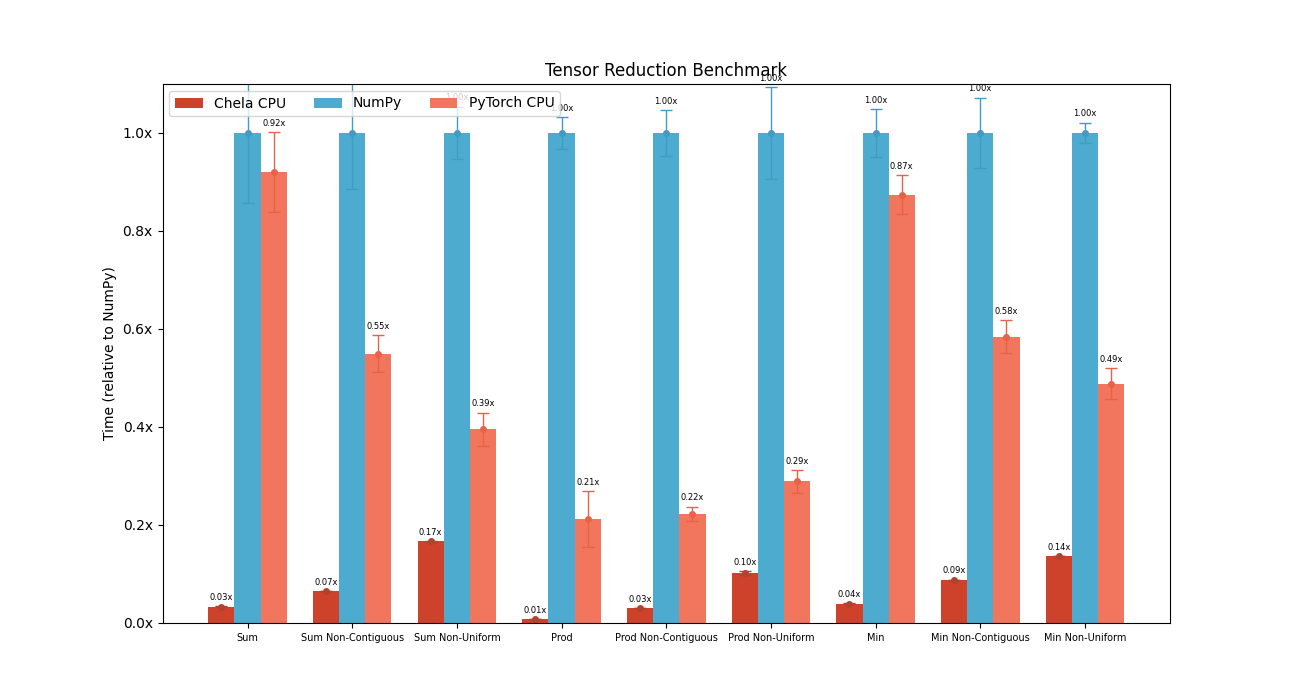 Tensor Reduction Benchmark
Chela CPU NumPy PyTorch CPU
Time (relative to NumPy)
1.0x
0.8x
0.6x
0.4x
0.2x
0.0x
0.03x 0.92x
0.07x 0.55x
0.17x 1.00x 0.39x
0.01x 1.00x 0.21x
0.03x 1.00x 0.22x
0.10x 1.00x 0.29x
0.04x 1.00x 0.87x
0.09x 1.00x 0.58x
0.14x 1.00x 0.49x
Sum Sum Non-Contiguous Sum Non-Uniform Prod Prod Non-Contiguous Prod Non-Uniform Min Min Non-Contiguous Min Non-Uniform